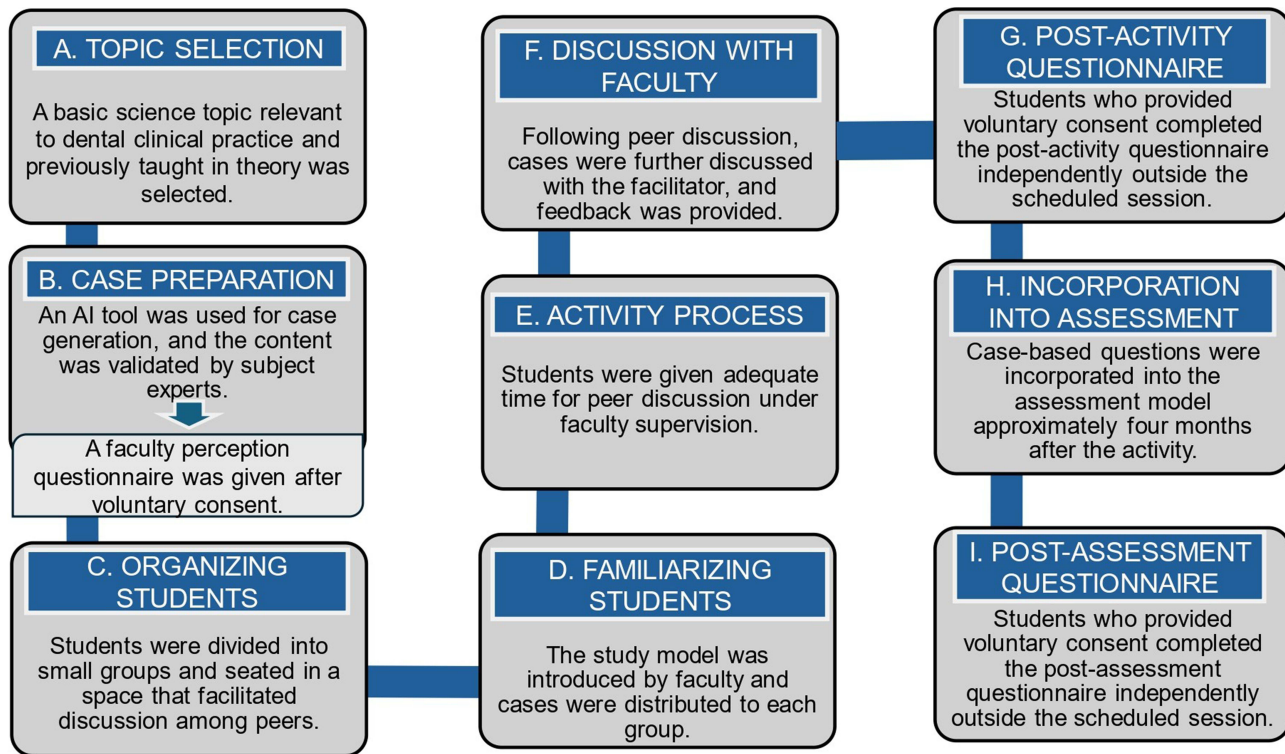 A. TOPIC SELECTION
A basic science topic relevant
to dental clinical practice and
previously taught in theory was
selected.
B. CASE PREPARATION
An AI tool was used for case
generation, and the content
was validated by subject
experts.
A faculty perception
questionnaire was given after
voluntary consent.
C. ORGANIZING
STUDENTS
Students were divided into
small groups and seated in a
space that facilitated
discussion among peers.
D. FAMILIARIZING
STUDENTS
The study model was
introduced by faculty and
cases were distributed to each
group.
E. ACTIVITY PROCESS
Students were given adequate
time for peer discussion under
faculty supervision.
F. DISCUSSION WITH
FACULTY
Following peer discussion,
cases were further discussed
with the facilitator, and
feedback was provided.
G. POST-ACTIVITY
QUESTIONNAIRE
Students who provided
voluntary consent completed
the post-activity questionnaire
independently outside the
scheduled session.
H. INCORPORATION
INTO ASSESSMENT
Case-based questions were
incorporated into the
assessment model
approximately four months
after the activity.
I. POST-ASSESSMENT
QUESTIONNAIRE
Students who provided
voluntary consent completed
the post-assessment
questionnaire independently
outside the scheduled session.